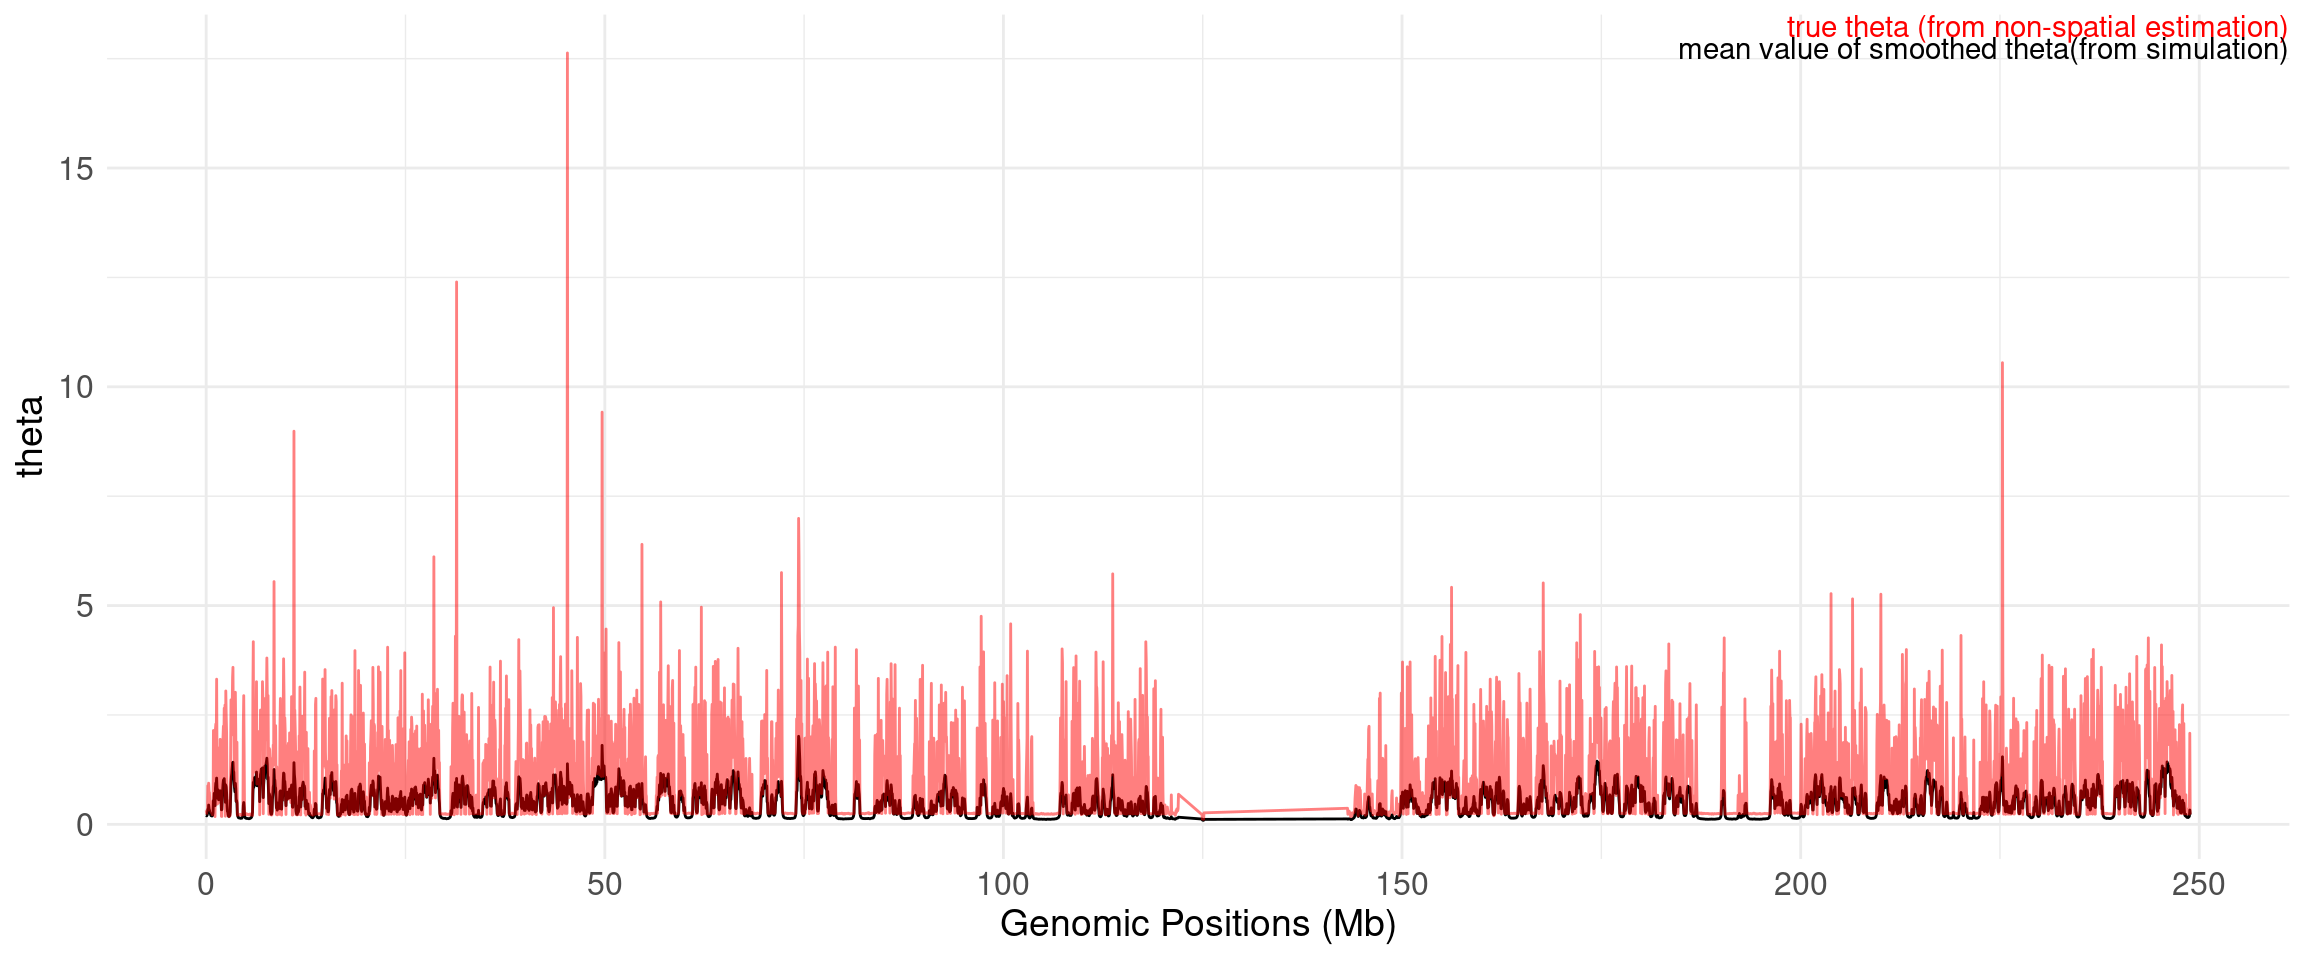 true theta (from non-spatial estimation)
mean value of smoothed theta(from simulation)
15
10
5
0
theta
0 50 100 150 200 250
Genomic Positions (Mb)